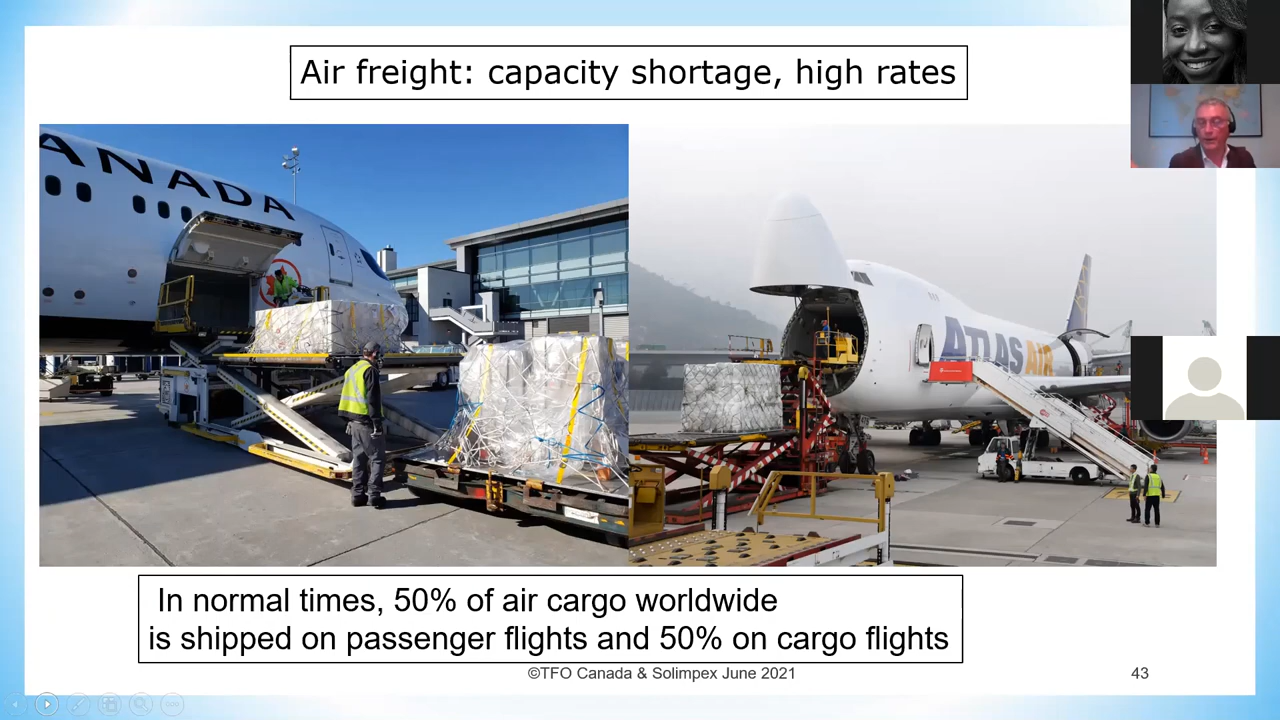 Air freight: capacity shortage, high rates
ANADA
ATLAS AIR
In normal times, 50% of air cargo worldwide
is shipped on passenger flights and 50% on cargo flights
©TFO Canada & Solimpex June 2021
43